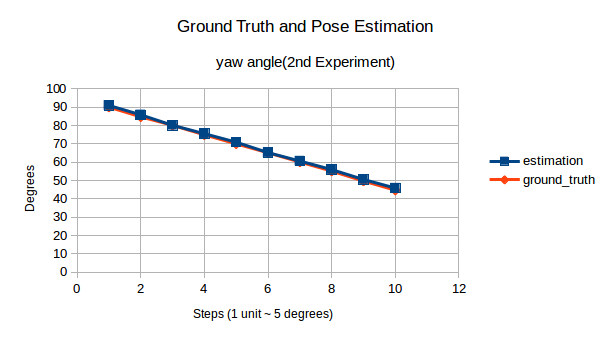 Ground Truth and Pose Estimation
yaw angle(2nd Experiment)
100
90
80
70
60
50
40
30
20
10
0
Degrees
0 2 4 6 8 10 12
Steps (1 unit ~ 5 degrees)
estimation
ground_truth